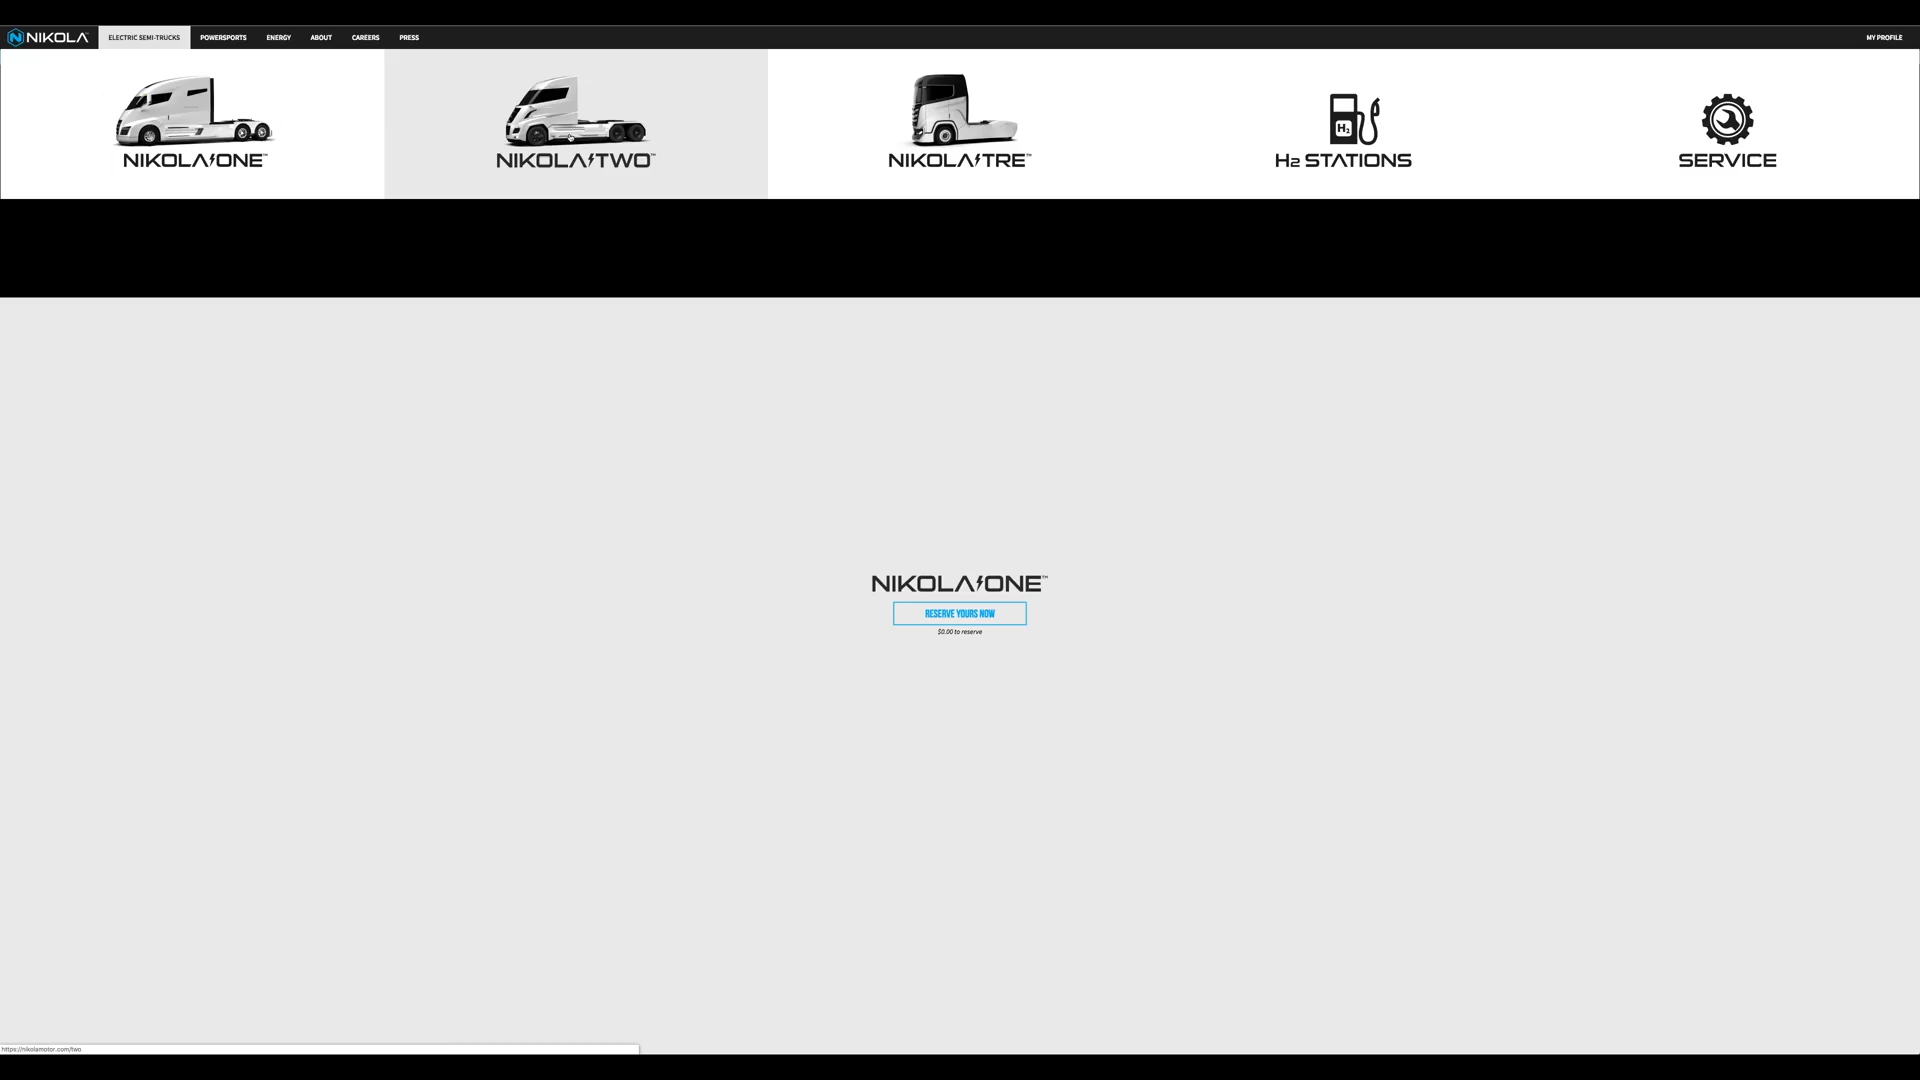 NIKOLA
ELECTRIC SEMI-TRUCKS POWERSPORTS ENERGY ABOUT CAREERS PRESS MY PROFILE
NIKOLA ONE™ NIKOLA TWO™ NIKOLA TRE™ H2 STATIONS SERVICE
H2
NIKOLA ONE™
RESERVE YOURS NOW
$0.00 to reserve
https://nikolamotor.com/two